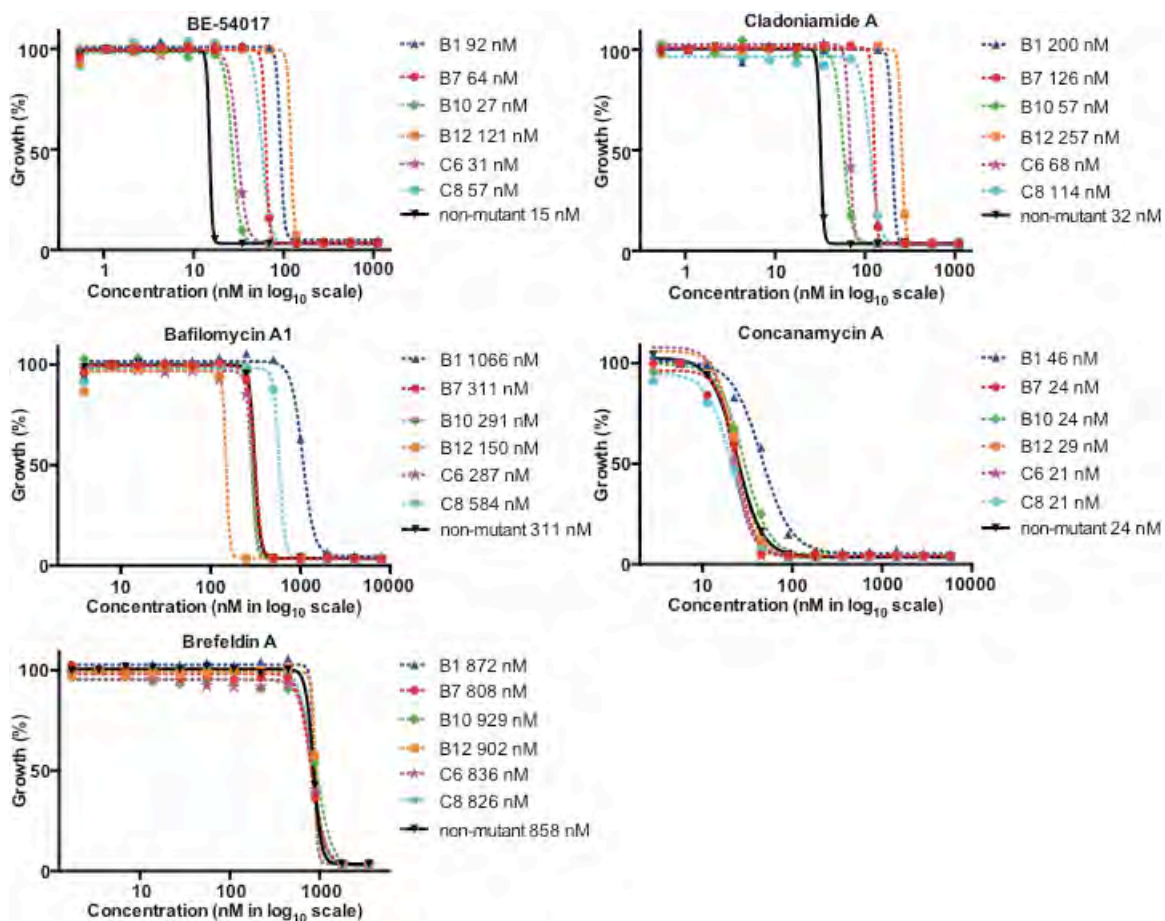 BE-54017
Growth (%)
100
50
0
1
10
100
1000
Concentration (nM in log10 scale)
B1 92 nM
B7 64 nM
B10 27 nM
B12 121 nM
C6 31 nM
C8 57 nM
non-mutant 15 nM
Cladoniamide A
Growth (%)
100
50
0
1
10
100
1000
Concentration (nM in log10 scale)
B1 200 nM
B7 126 nM
B10 57 nM
B12 257 nM
C6 68 nM
C8 114 nM
non-mutant 32 nM
Bafilomycin A1
Growth (%)
100
50
0
10
100
1000
10000
Concentration (nM in log10 scale)
B1 1066 nM
B7 311 nM
B10 291 nM
B12 150 nM
C6 287 nM
C8 584 nM
non-mutant 311 nM
Concanamycin A
Growth (%)
100
50
0
10
100
1000
10000
Concentration (nM in log10 scale)
B1 46 nM
B7 24 nM
B10 24 nM
B12 29 nM
C6 21 nM
C8 21 nM
non-mutant 24 nM
Brefeldin A
Growth (%)
100
50
0
10
100
1000
10000
Concentration (nM in log10 scale)
B1 872 nM
B7 808 nM
B10 929 nM
B12 902 nM
C6 836 nM
C8 826 nM
non-mutant 858 nM